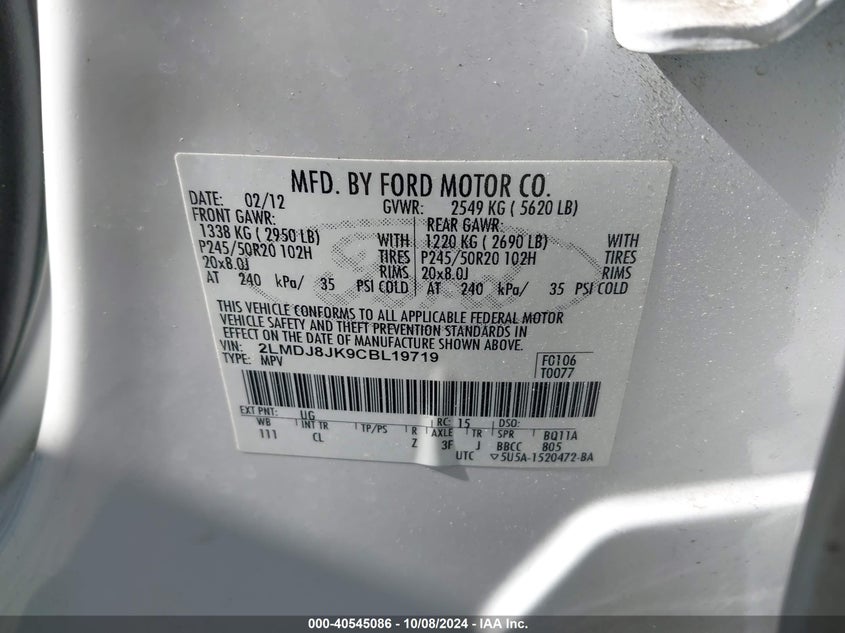 MFD. BY FORD MOTOR CO.
DATE: 02/12 GVWR: 2549 KG ( 5620 LB)
FRONT GAWR: REAR GAWR:
1338 KG ( 2950 LB) WITH 1220 KG ( 2690 LB) WITH
P245/50R20 102H TIRES P245/50R20 102H TIRES
20x8.0J RIMS 20x8.0J RIMS
AT 240 kPa/ 35 PSI COLD AT 240 kPa/ 35 PSI COLD
THIS VEHICLE CONFORMS TO ALL APPLICABLE FEDERAL MOTOR
VEHICLE SAFETY AND THEFT PREVENTION STANDARDS IN
EFFECT ON THE DATE OF MANUFACTURE SHOWN ABOVE.
VIN: 2LMDJ8JK9CBL19719
TYPE: MPV
FC106
T0077
EXT PNT: UG RC: 15 DSO:
WB INT TR TP/PS R AXLE TR SPR BQ11A
111 CL Z 3F J BBCC 805
UTC ▽5U5A-1520472-BA
000-40545086 - 10/08/2024 - IAA Inc.